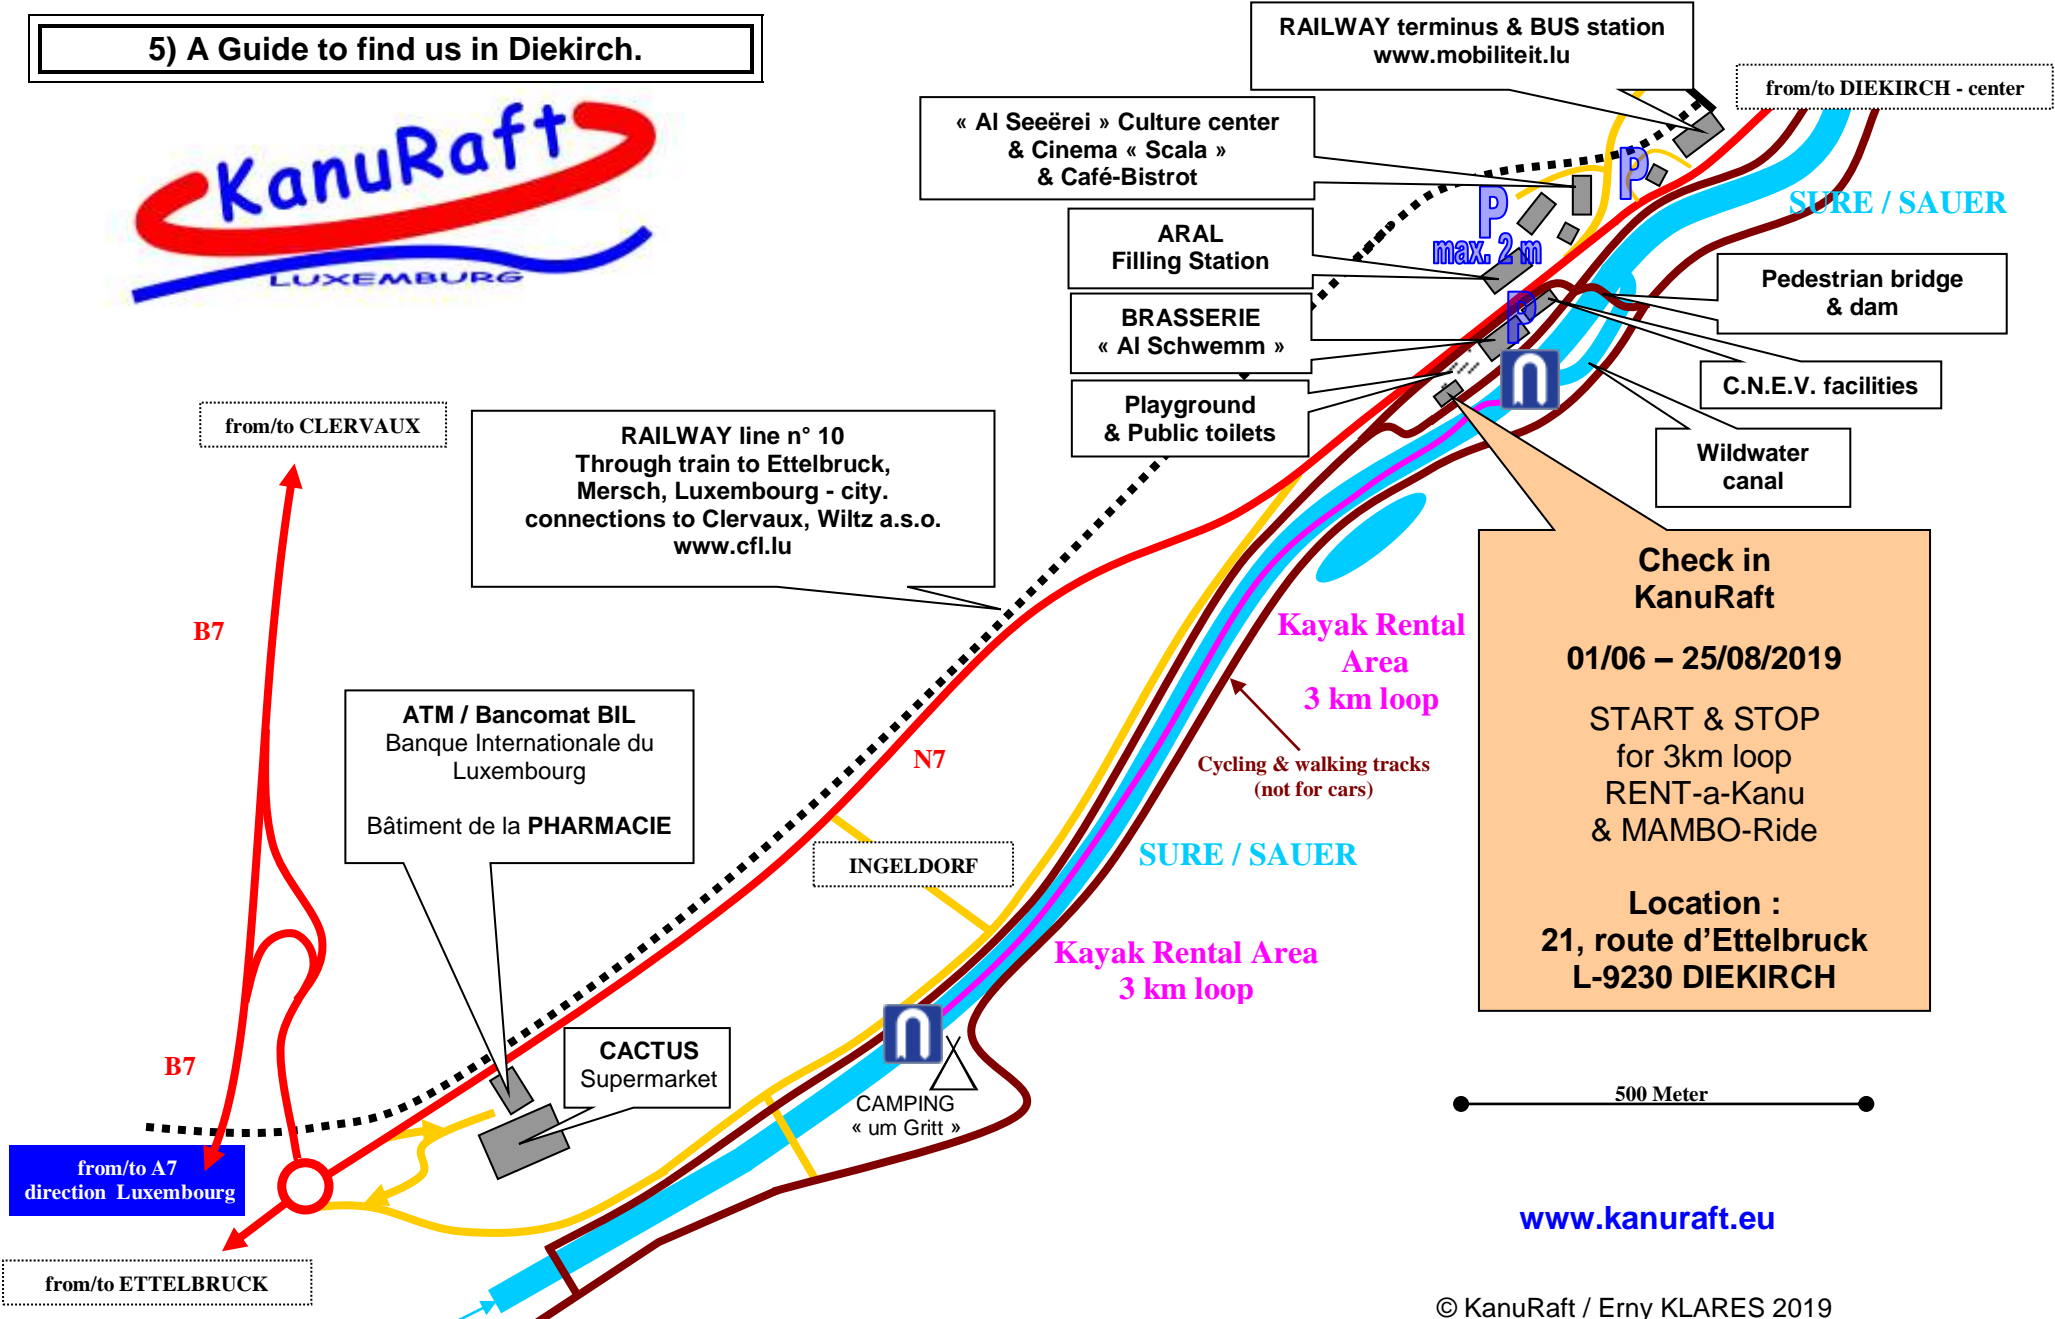 5) A Guide to find us in Diekirch.
KanuRaft
LUXEMBURG
RAILWAY terminus & BUS station
www.mobiliteit.lu
from/to DIEKIRCH - center
« Al Seeërei » Culture center
& Cinema « Scala »
& Café-Bistrot
P
P
max. 2 m
SURE / SAUER
ARAL
Filling Station
Pedestrian bridge
& dam
BRASSERIE
« Al Schwemm »
P
C.N.E.V. facilities
Playground
& Public toilets
Wildwater
canal
from/to CLERVAUX
RAILWAY line n° 10
Through train to Ettelbruck,
Mersch, Luxembourg - city.
connections to Clervaux, Wiltz a.s.o.
www.cfl.lu
B7
Kayak Rental
Area
3 km loop
Check in
KanuRaft
01/06 – 25/08/2019
START & STOP
for 3km loop
RENT-a-Kanu
& MAMBO-Ride
Location :
21, route d'Ettelbruck
L-9230 DIEKIRCH
ATM / Bancomat BIL
Banque Internationale du
Luxembourg
Bâtiment de la PHARMACIE
N7
Cycling & walking tracks
(not for cars)
INGELDORF
SURE / SAUER
Kayak Rental Area
3 km loop
B7
CACTUS
Supermarket
CAMPING
« um Gritt »
500 Meter
from/to A7
direction Luxembourg
www.kanuraft.eu
from/to ETTELBRUCK
© KanuRaft / Erny KLARES 2019